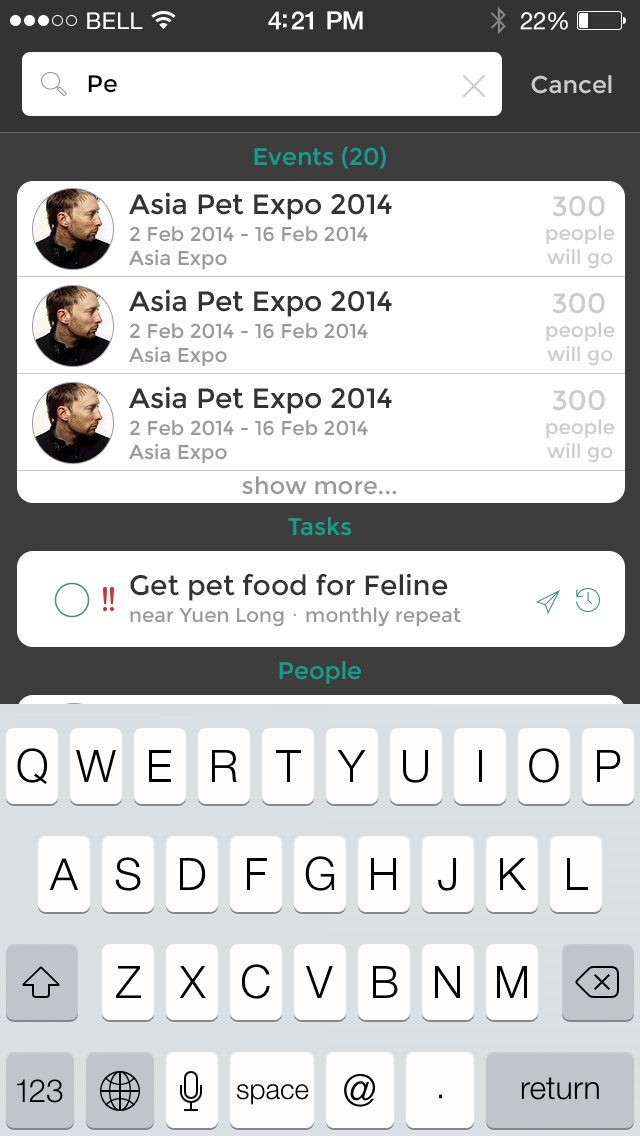 BELL 4:21 PM 22%
Pe Cancel
Events (20)
Asia Pet Expo 2014
2 Feb 2014 - 16 Feb 2014
Asia Expo
300
people
will go
Asia Pet Expo 2014
2 Feb 2014 - 16 Feb 2014
Asia Expo
300
people
will go
Asia Pet Expo 2014
2 Feb 2014 - 16 Feb 2014
Asia Expo
300
people
will go
show more...
Tasks
!! Get pet food for Feline
near Yuen Long · monthly repeat
People
Q W E R T Y U I O P
A S D F G H J K L
Z X C V B N M
123 space @ . return